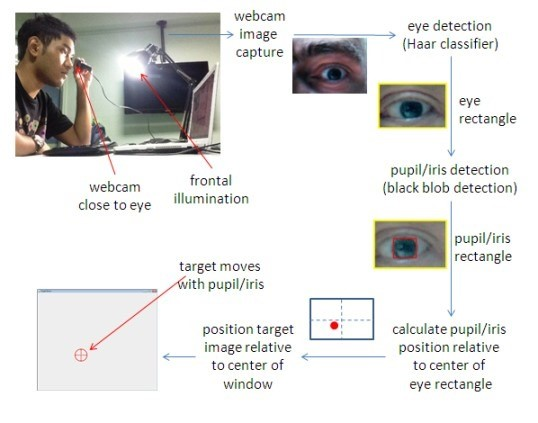 webcam
image
capture
eye detection
(Haar classifier)
eye
rectangle
webcam
close to eye
frontal
illumination
pupil/iris detection
(black blob detection)
pupil/iris
rectangle
target moves
with pupil/iris
position target
image relative
to center of
window
calculate pupil/iris
position relative
to center of
eye rectangle